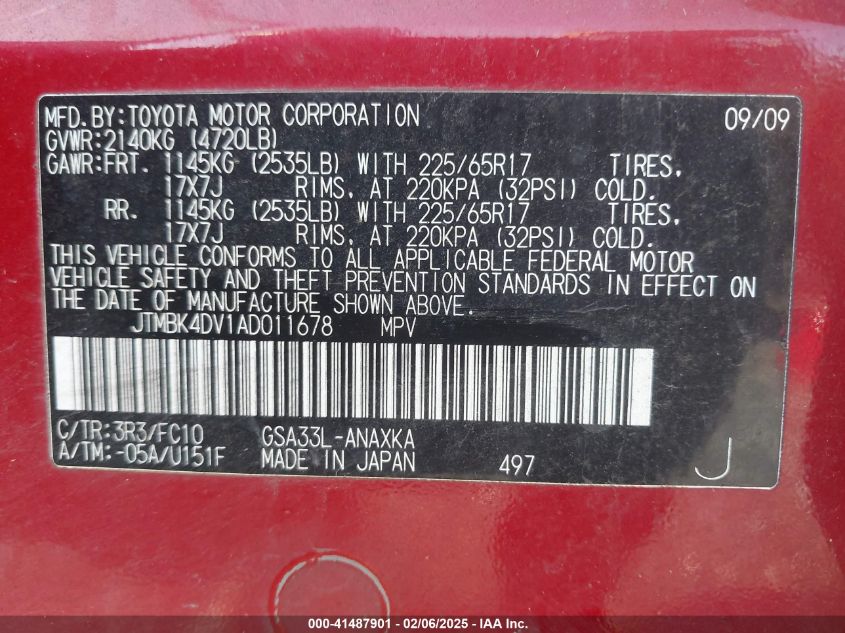 MFD.BY:TOYOTA MOTOR CORPORATION 09/09
GVWR:2140KG (4720LB)
GAWR:FRT. 1145KG (2535LB) WITH 225/65R17 TIRES,
17X7J RIMS, AT 220KPA (32PSI) COLD.
RR. 1145KG (2535LB) WITH 225/65R17 TIRES,
17X7J RIMS, AT 220KPA (32PSI) COLD.
THIS VEHICLE CONFORMS TO ALL APPLICABLE FEDERAL MOTOR
VEHICLE SAFETY AND THEFT PREVENTION STANDARDS IN EFFECT ON
THE DATE OF MANUFACTURE SHOWN ABOVE.
JTMBK4DV1AD011678 MPV
C/TR:3R3/FC10 GSA33L-ANAXKA
A/TM:-05A/U151F MADE IN JAPAN 497 J
000-41487901 - 02/06/2025 - IAA Inc.